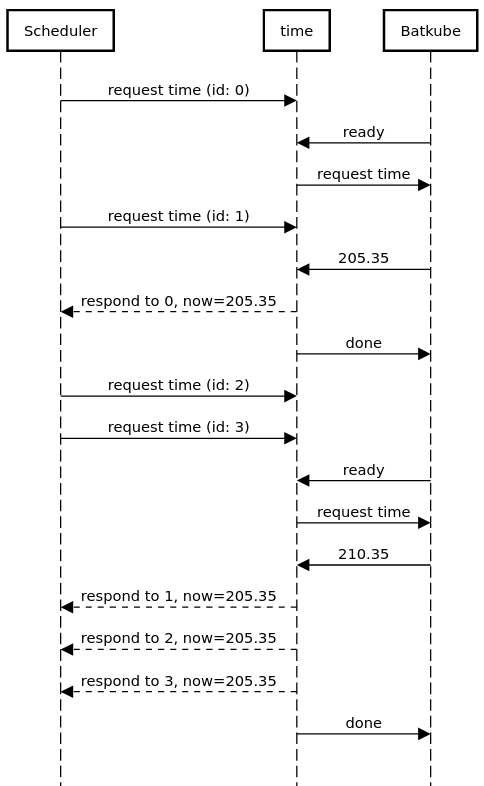 Scheduler
time
Batkube
request time (id: 0)
ready
request time
request time (id: 1)
205.35
respond to 0, now=205.35
done
request time (id: 2)
request time (id: 3)
ready
request time
210.35
respond to 1, now=205.35
respond to 2, now=205.35
respond to 3, now=205.35
done